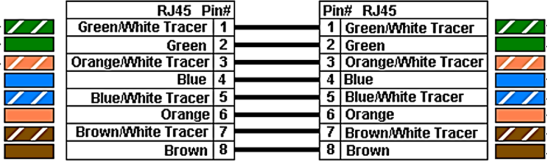 RJ45 Pin# Pin# RJ45
Green/White Tracer 1 1 Green/White Tracer
Green 2 2 Green
Orange/White Tracer 3 3 Orange/White Tracer
Blue 4 4 Blue
Blue/White Tracer 5 5 Blue/White Tracer
Orange 6 6 Orange
Brown/White Tracer 7 7 Brown/White Tracer
Brown 8 8 Brown